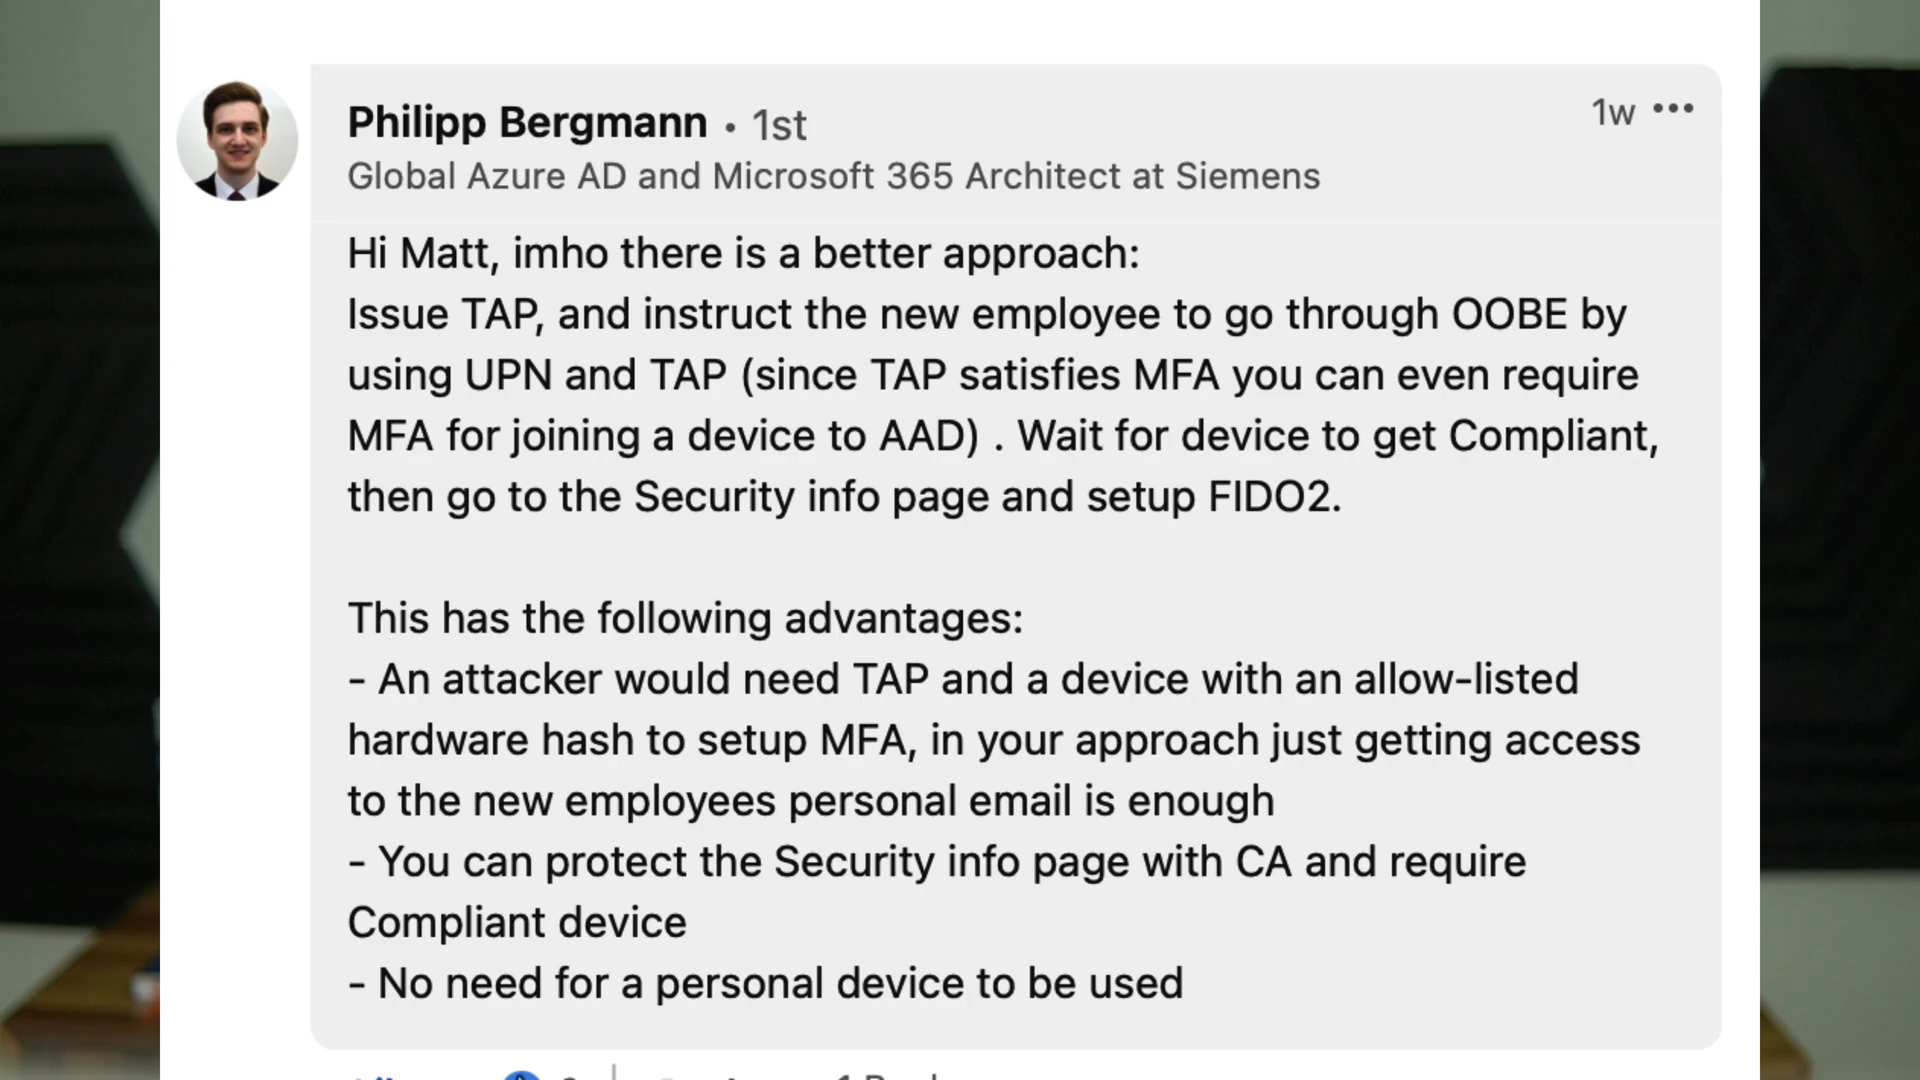 Philipp Bergmann • 1st
1w •••
Global Azure AD and Microsoft 365 Architect at Siemens
Hi Matt, imho there is a better approach:
Issue TAP, and instruct the new employee to go through OOBE by
using UPN and TAP (since TAP satisfies MFA you can even require
MFA for joining a device to AAD) . Wait for device to get Compliant,
then go to the Security info page and setup FIDO2.
This has the following advantages:
- An attacker would need TAP and a device with an allow-listed
hardware hash to setup MFA, in your approach just getting access
to the new employees personal email is enough
- You can protect the Security info page with CA and require
Compliant device
- No need for a personal device to be used